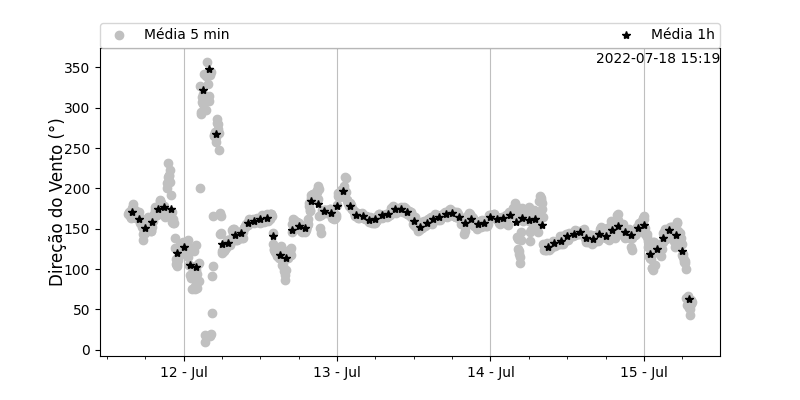 Média 5 min
Média 1h
2022-07-18 15:19
Direção do Vento (°)
350
300
250
200
150
100
50
0
12 - Jul
13 - Jul
14 - Jul
15 - Jul